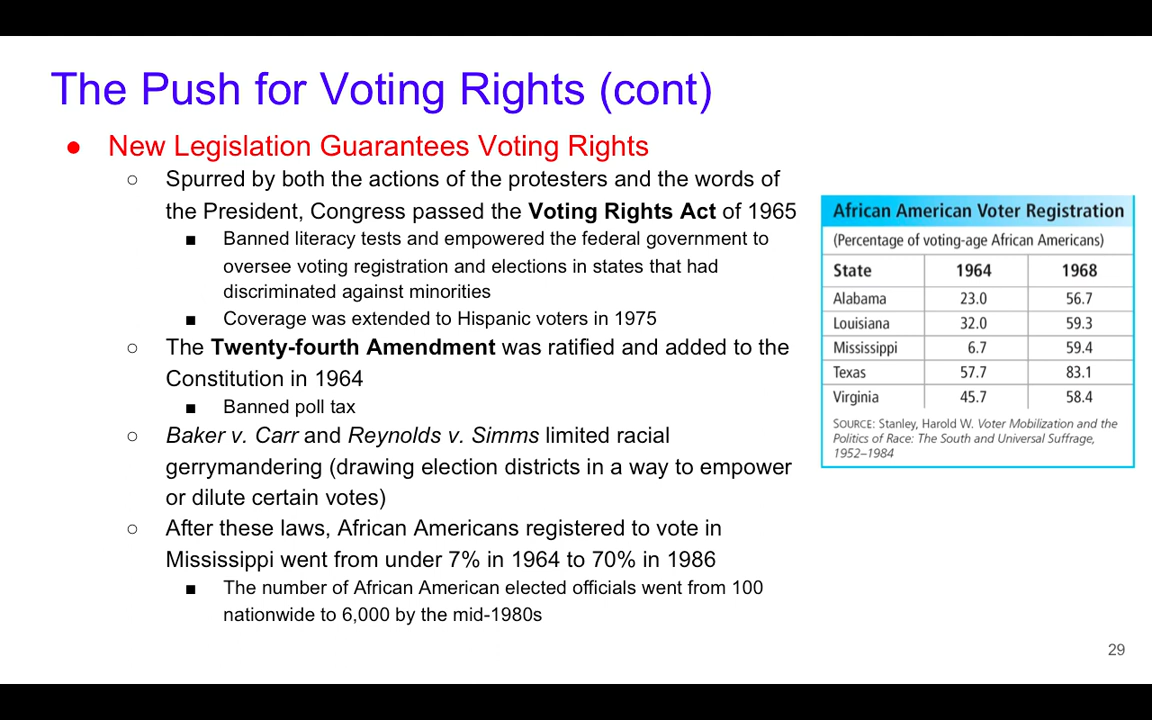 The Push for Voting Rights (cont)
● New Legislation Guarantees Voting Rights
○ Spurred by both the actions of the protesters and the words of
the President, Congress passed the Voting Rights Act of 1965
■ Banned literacy tests and empowered the federal government to
oversee voting registration and elections in states that had
discriminated against minorities
■ Coverage was extended to Hispanic voters in 1975
○ The Twenty-fourth Amendment was ratified and added to the
Constitution in 1964
■ Banned poll tax
○ Baker v. Carr and Reynolds v. Simms limited racial
gerrymandering (drawing election districts in a way to empower
or dilute certain votes)
○ After these laws, African Americans registered to vote in
Mississippi went from under 7% in 1964 to 70% in 1986
■ The number of African American elected officials went from 100
nationwide to 6,000 by the mid-1980s
African American Voter Registration
(Percentage of voting-age African Americans)
State 1964 1968
Alabama 23.0 56.7
Louisiana 32.0 59.3
Mississippi 6.7 59.4
Texas 57.7 83.1
Virginia 45.7 58.4
SOURCE: Stanley, Harold W. Voter Mobilization and the
Politics of Race: The South and Universal Suffrage,
1952–1984
29